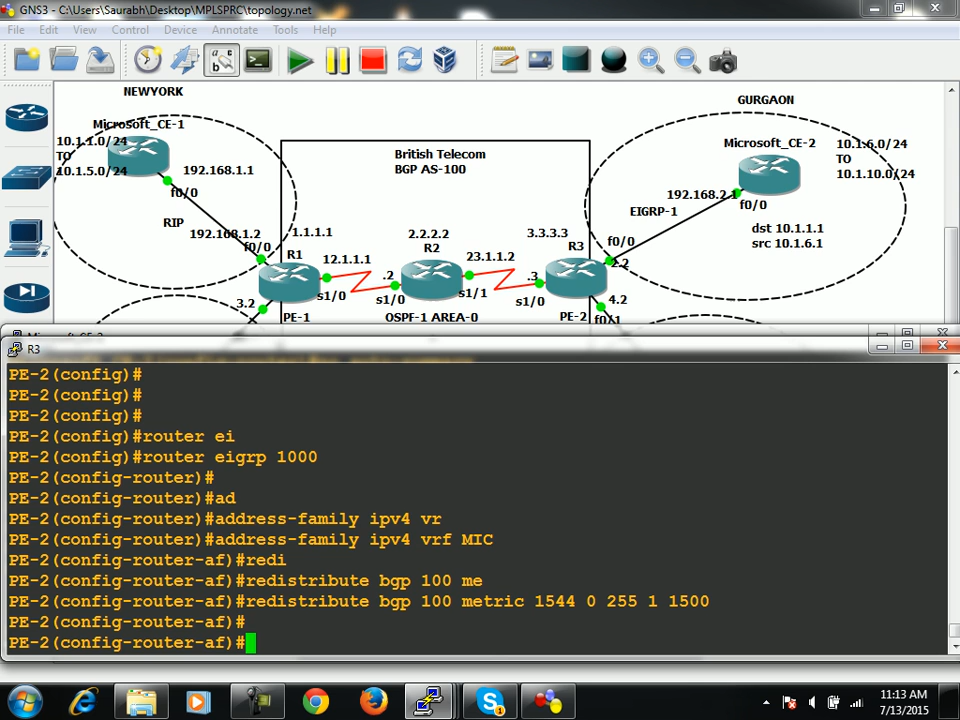 GNS3 - C:\Users\Saurabh\Desktop\MPLSPRC\topology.net
File Edit View Control Device Annotate Tools Help
NEWYORK
Microsoft_CE-1
10.1.1.0/24
TO
10.1.5.0/24
192.168.1.1
f0/0
RIP
192.168.1.2
f0/0
1.1.1.1
R1
12.1.1.1
s1/0
3.2
PE-1
British Telecom
BGP AS-100
2.2.2.2
R2
.2
s1/0
23.1.1.2
s1/1
OSPF-1 AREA-0
3.3.3.3
R3
.3
s1/0
PE-2
f0/0
2.2
4.2
f0/1
GURGAON
Microsoft_CE-2
10.1.6.0/24
TO
10.1.10.0/24
192.168.2.1
f0/0
EIGRP-1
dst 10.1.1.1
src 10.1.6.1
R3
PE-2(config)#
PE-2(config)#
PE-2(config)#
PE-2(config)#router ei
PE-2(config)#router eigrp 1000
PE-2(config-router)#
PE-2(config-router)#ad
PE-2(config-router)#address-family ipv4 vr
PE-2(config-router)#address-family ipv4 vrf MIC
PE-2(config-router-af)#redi
PE-2(config-router-af)#redistribute bgp 100 me
PE-2(config-router-af)#redistribute bgp 100 metric 1544 0 255 1 1500
PE-2(config-router-af)#
PE-2(config-router-af)#
11:13 AM
7/13/2015